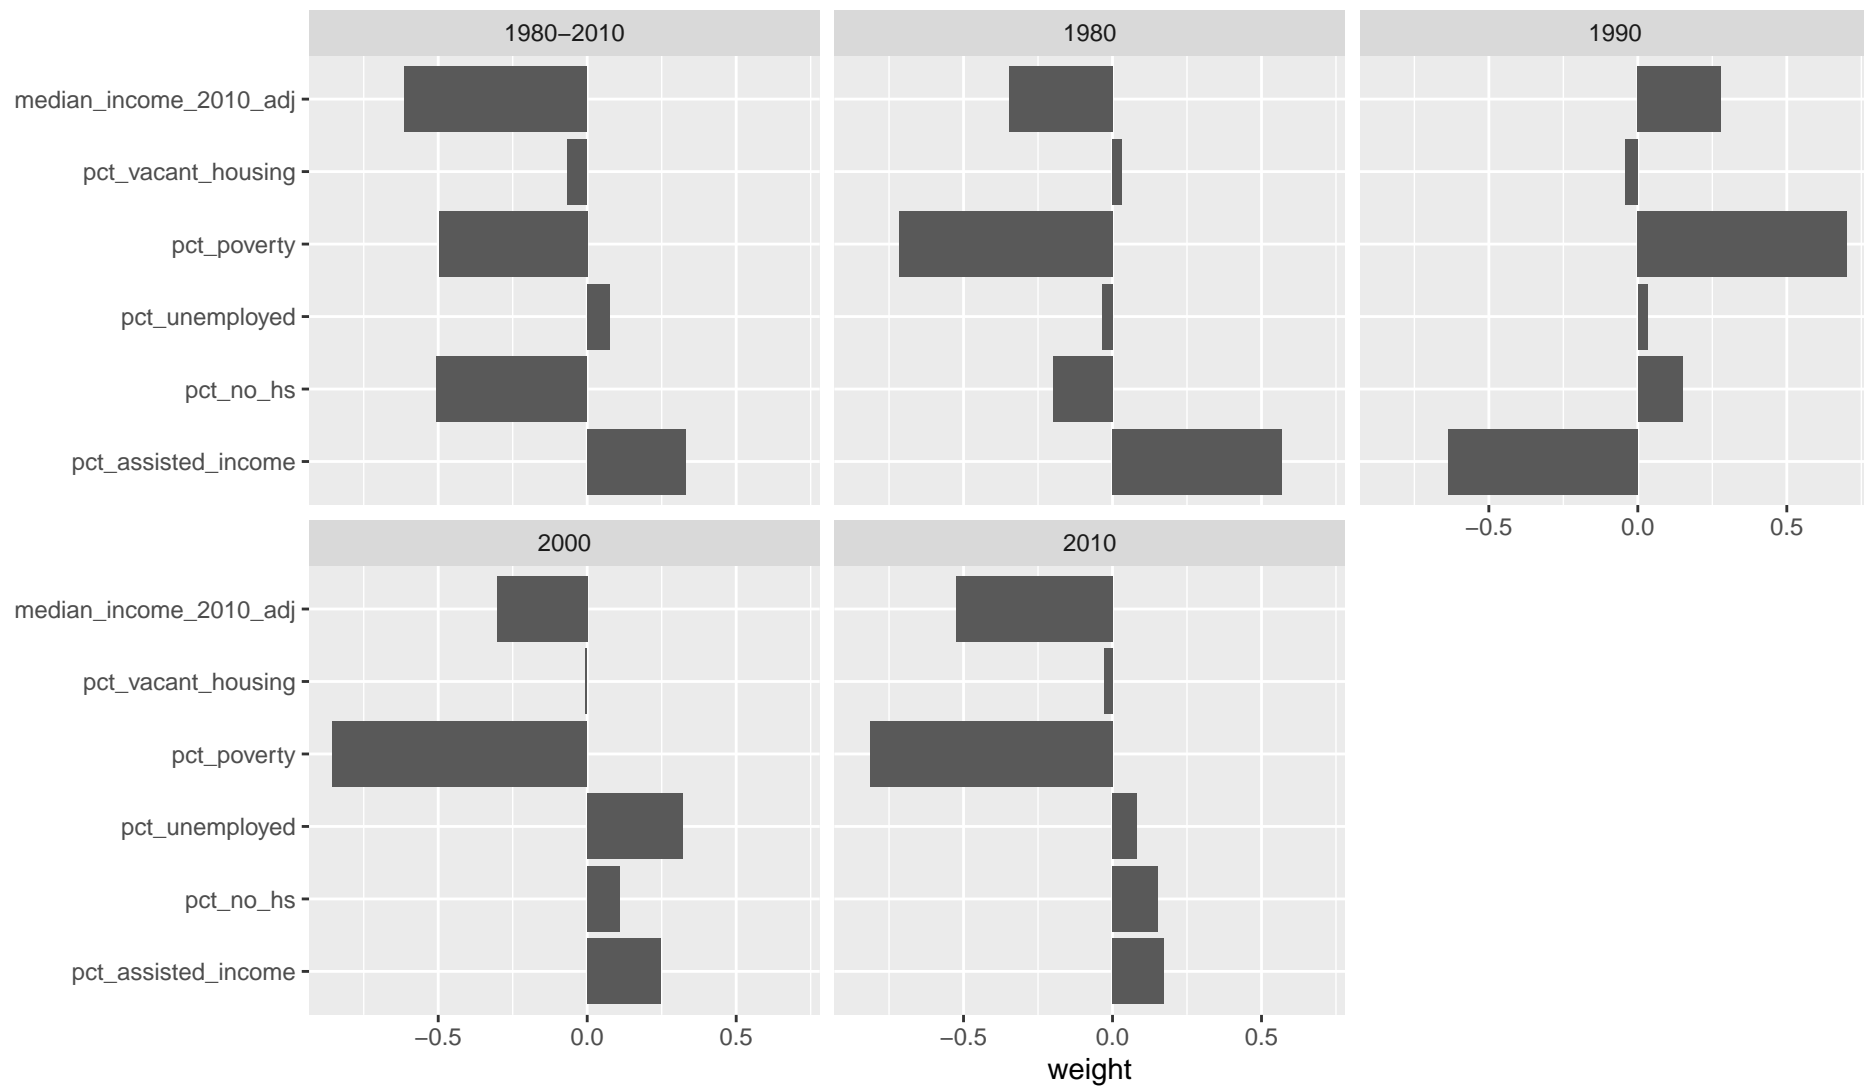 1980−2010
1980
1990
median_income_2010_adj
pct_vacant_housing
pct_poverty
pct_unemployed
pct_no_hs
pct_assisted_income
−0.5 0.0 0.5
2000
2010
median_income_2010_adj
pct_vacant_housing
pct_poverty
pct_unemployed
pct_no_hs
pct_assisted_income
−0.5 0.0 0.5
−0.5 0.0 0.5
weight